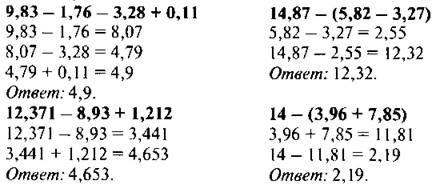 9,83 – 1,76 – 3,28 + 0,11
9,83 – 1,76 = 8,07
8,07 – 3,28 = 4,79
4,79 + 0,11 = 4,9
Ответ: 4,9.
12,371 – 8,93 + 1,212
12,371 – 8,93 = 3,441
3,441 + 1,212 = 4,653
Ответ: 4,653.
14,87 – (5,82 – 3,27)
5,82 – 3,27 = 2,55
14,87 – 2,55 = 12,32
Ответ: 12,32.
14 – (3,96 + 7,85)
3,96 + 7,85 = 11,81
14 – 11,81 = 2,19
Ответ: 2,19.